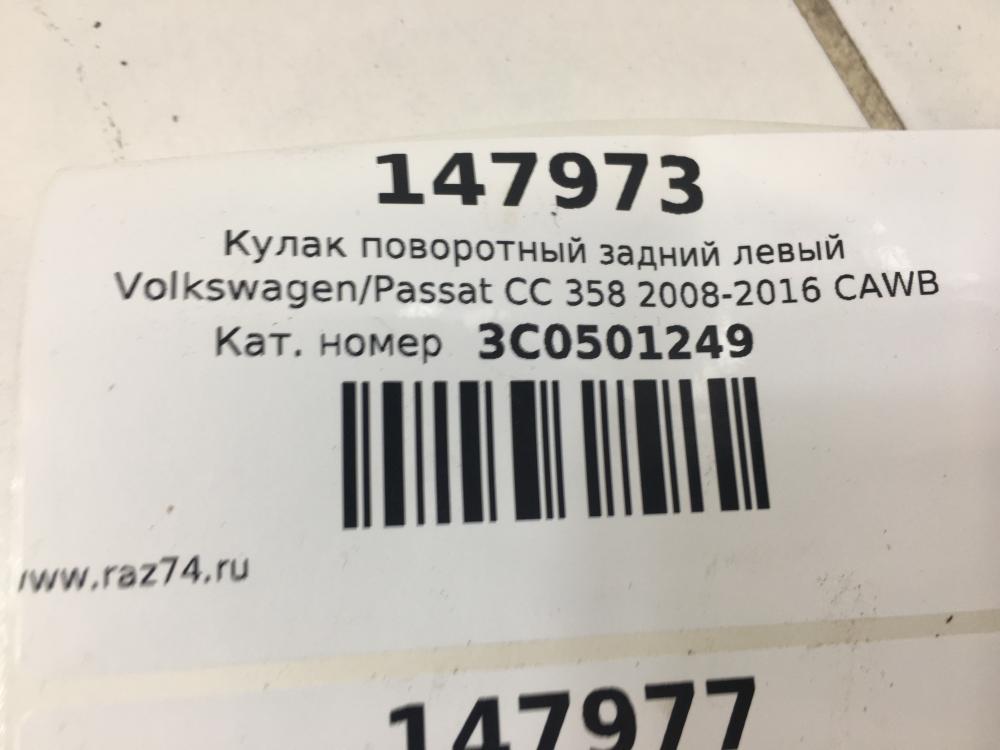 147973
Кулак поворотный задний левый
Volkswagen/Passat CC 358 2008-2016 CAWB
Кат. номер 3C0501249
www.raz74.ru
147977